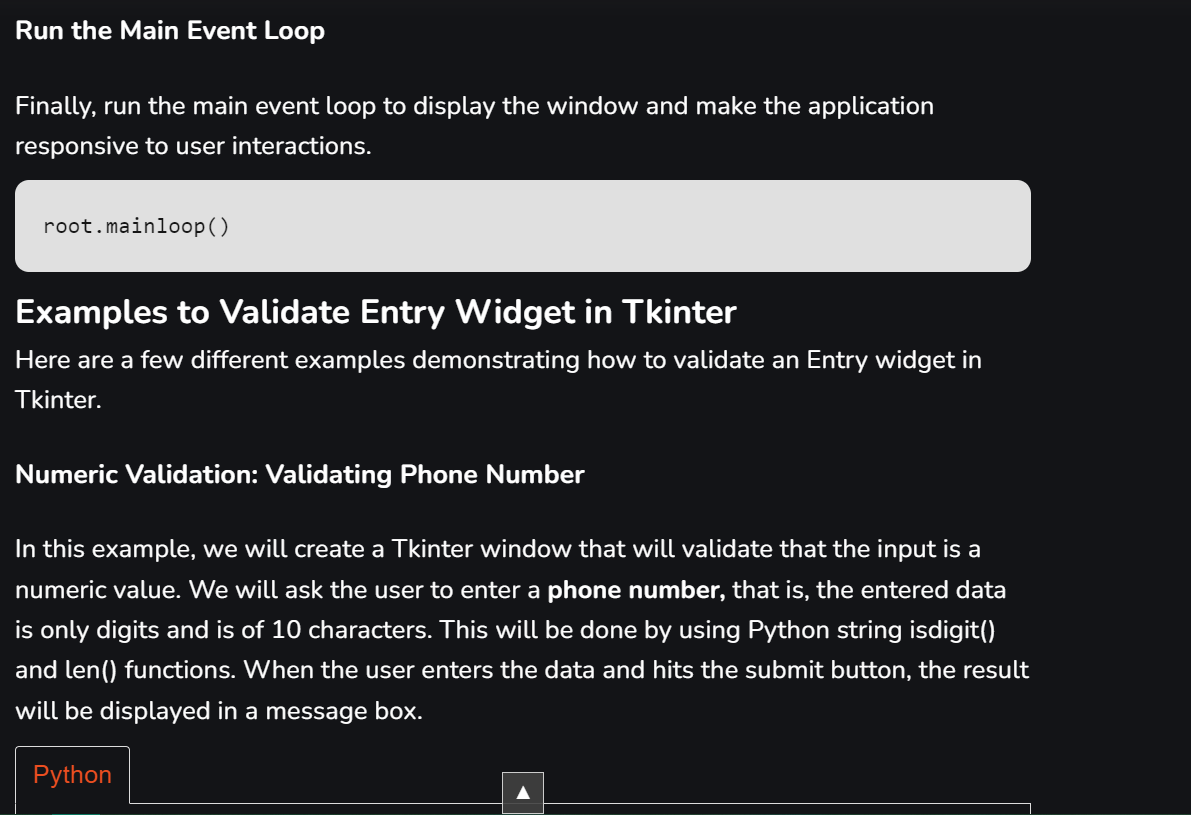 Run the Main Event Loop
Finally, run the main event loop to display the window and make the application
responsive to user interactions.
root.mainloop()
Examples to Validate Entry Widget in Tkinter
Here are a few different examples demonstrating how to validate an Entry widget in
Tkinter.
Numeric Validation: Validating Phone Number
In this example, we will create a Tkinter window that will validate that the input is a
numeric value. We will ask the user to enter a phone number, that is, the entered data
is only digits and is of 10 characters. This will be done by using Python string isdigit()
and len() functions. When the user enters the data and hits the submit button, the result
will be displayed in a message box.
Python